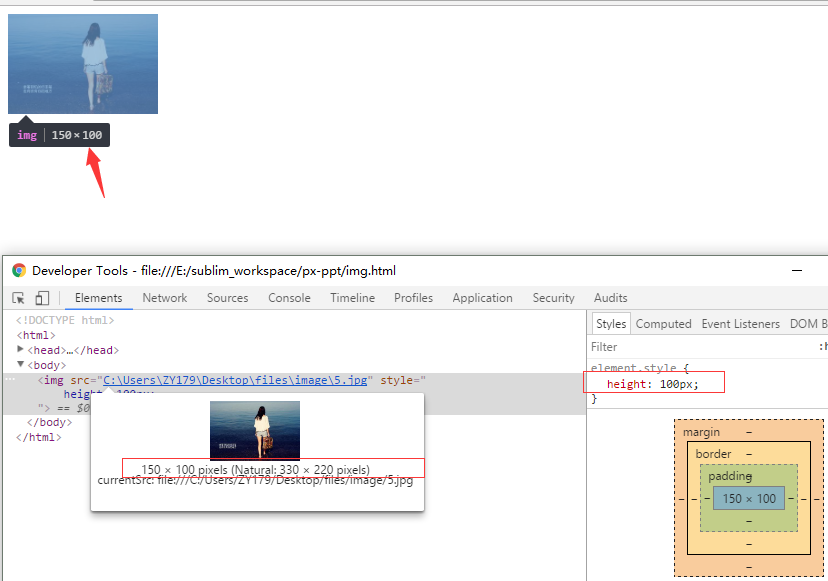 img | 150 × 100
Developer Tools - file:///E:/sublim_workspace/px-ppt/img.html
Elements Network Sources Console Timeline Profiles Application Security Audits
<!DOCTYPE html>
<html>
<head>…</head>
<body>
<img src="C:\Users\ZY179\Desktop\files\image\5.jpg" style="
height: 100px;
"> == $0
</body>
</html>
150 × 100 pixels (Natural: 330 × 220 pixels)
currentSrc: file:///C:/Users/ZY179/Desktop/files/image/5.jpg
Styles Computed Event Listeners DOM B
Filter :h
element.style {
height: 100px;
}
margin –
border –
padding –
– – – 150 × 100 – – –
–
–
–